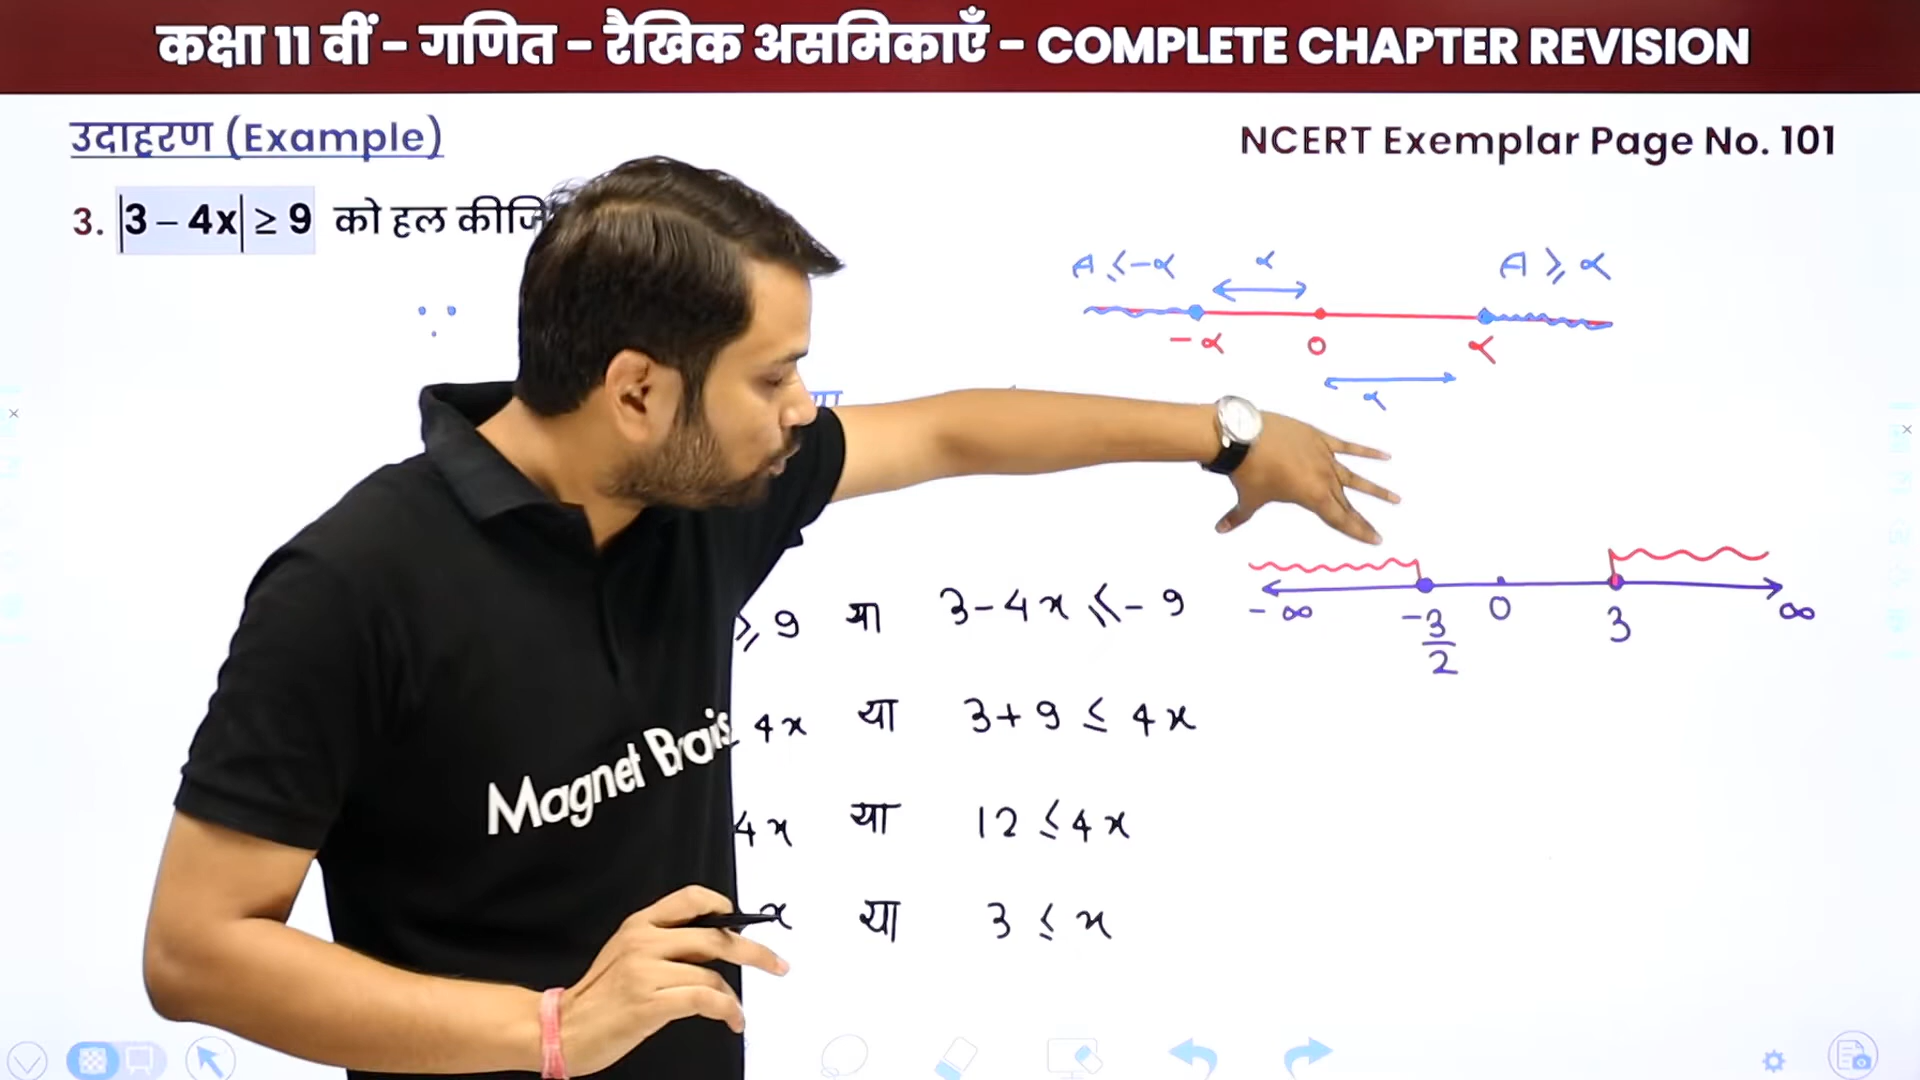 कक्षा 11 वीं - गणित - रैखिक असमिकाएँ - COMPLETE CHAPTER REVISION
उदाहरण (Example)
NCERT Exemplar Page No. 101
3. |3 – 4x| ≥ 9 को हल
A ≤ -α
α
A ≥ α
-α 0 α
α
≥ 9 या 3-4x ≤ -9
-∞ -3/2 0 3 ∞
4x या 3+9 ≤ 4x
4x या 12 ≤ 4x
x या 3 ≤ x
Magnet Brais